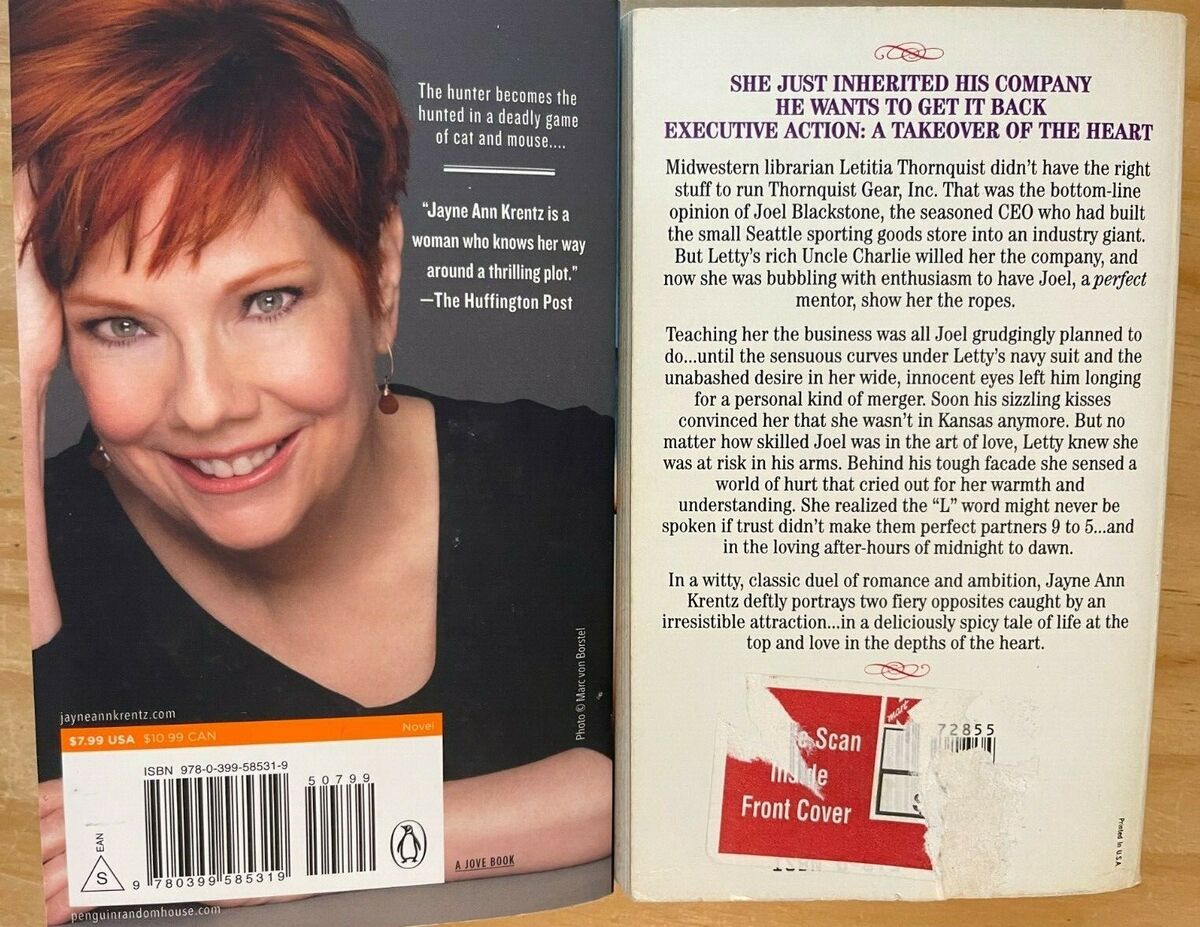 The hunter becomes the
hunted in a deadly game
of cat and mouse....
“Jayne Ann Krentz is a
woman who knows her way
around a thrilling plot.”
—The Huffington Post
Photo © Marc von Borstel
jayneannkrentz.com
Novel
$7.99 USA $10.99 CAN
ISBN 978-0-399-58531-9
50799
EAN
S
9 780399 585319
A JOVE BOOK
penguinrandomhouse.com
SHE JUST INHERITED HIS COMPANY
HE WANTS TO GET IT BACK
EXECUTIVE ACTION: A TAKEOVER OF THE HEART
Midwestern librarian Letitia Thornquist didn’t have the right
stuff to run Thornquist Gear, Inc. That was the bottom-line
opinion of Joel Blackstone, the seasoned CEO who had built
the small Seattle sporting goods store into an industry giant.
But Letty’s rich Uncle Charlie willed her the company, and
now she was bubbling with enthusiasm to have Joel, a perfect
mentor, show her the ropes.
Teaching her the business was all Joel grudgingly planned to
do...until the sensuous curves under Letty’s navy suit and the
unabashed desire in her wide, innocent eyes left him longing
for a personal kind of merger. Soon his sizzling kisses
convinced her that she wasn’t in Kansas anymore. But no
matter how skilled Joel was in the art of love, Letty knew she
was at risk in his arms. Behind his tough facade she sensed a
world of hurt that cried out for her warmth and
understanding. She realized the “L” word might never be
spoken if trust didn’t make them perfect partners 9 to 5...and
in the loving after-hours of midnight to dawn.
In a witty, classic duel of romance and ambition, Jayne Ann
Krentz deftly portrays two fiery opposites caught by an
irresistible attraction...in a deliciously spicy tale of life at the
top and love in the depths of the heart.
mart
72855
Scan
Front Cover
Printed in U.S.A.